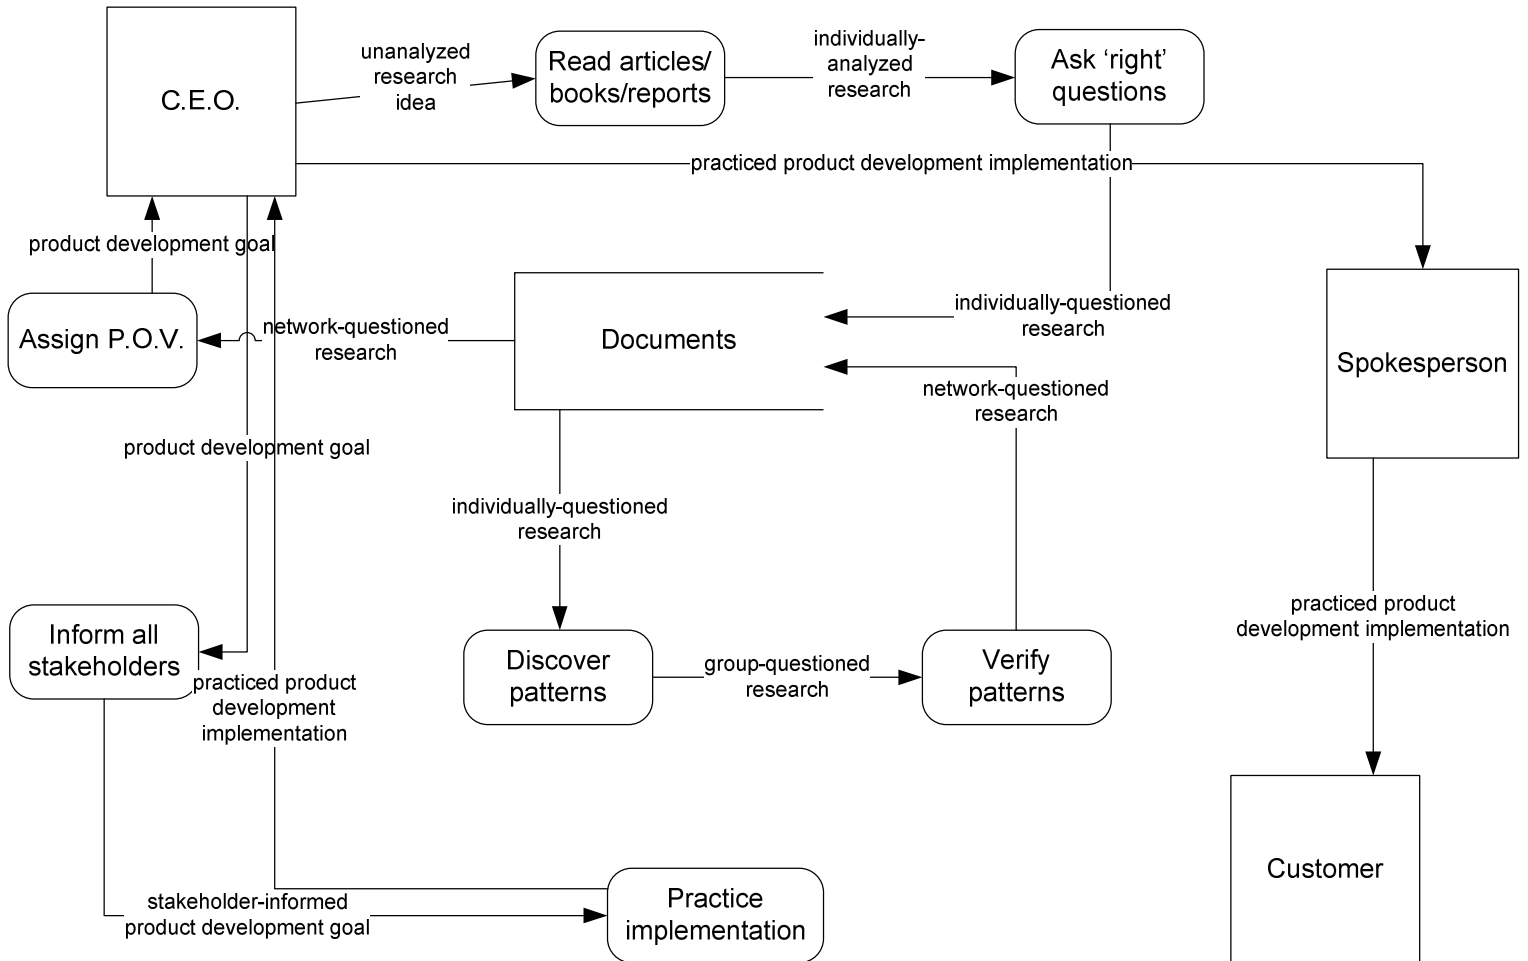 C.E.O.
unanalyzed
research
idea
Read articles/
books/reports
individually-
analyzed
research
Ask ‘right’
questions
practiced product development implementation
product development goal
Assign P.O.V.
network-questioned
research
Documents
individually-questioned
research
network-questioned
research
Spokesperson
product development goal
individually-questioned
research
practiced product
development implementation
Inform all
stakeholders
practiced product
development
implementation
Discover
patterns
group-questioned
research
Verify
patterns
stakeholder-informed
product development goal
Practice
implementation
Customer